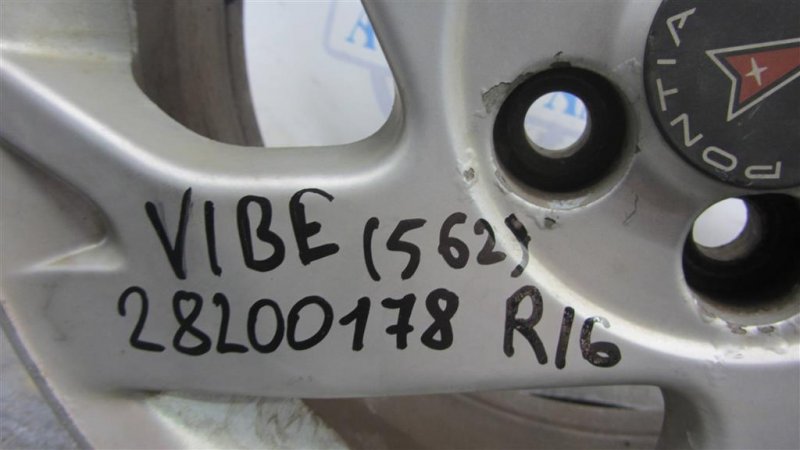 PONTIA
VIBE (562)
28200178 R16